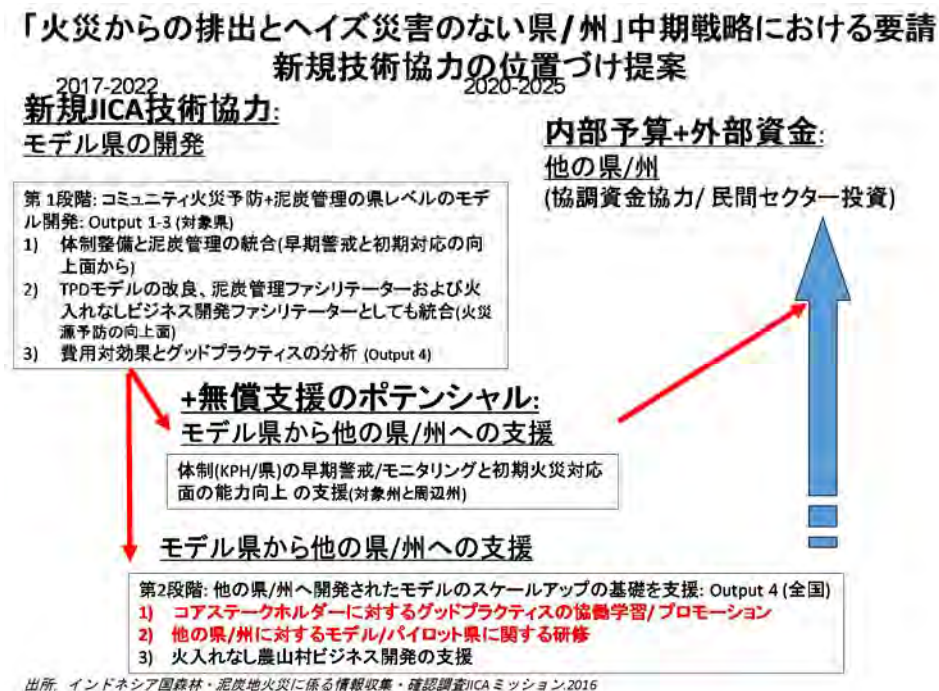 「火災からの排出とヘイズ災害のない県/州」中期戦略における要請
新規技術協力の位置づけ提案
2017-2022
2020-2025
新規JICA技術協力:
モデル県の開発
内部予算+外部資金:
他の県/州
(協調資金協力/ 民間セクター投資)
第 1段階: コミュニティ火災予防+泥炭管理の県レベルのモデ
ル開発: Output 1-3 (対象県)
1) 体制整備と泥炭管理の統合(早期警戒と初期対応の向
上面から)
2) TPDモデルの改良、泥炭管理ファシリテーターおよび火
入れなしビジネス開発ファシリテーターとしても統合(火災
源予防の向上面)
3) 費用対効果とグッドプラクティスの分析 (Output 4)
+無償支援のポテンシャル:
モデル県から他の県/州への支援
体制(KPH/県)の早期警戒/モニタリングと初期火災対応
面の能力向上 の支援(対象州と周辺州)
モデル県から他の県/州への支援
第2段階: 他の県/州へ開発されたモデルのスケールアップの基礎を支援: Output 4 (全国)
1) コアステークホルダーに対するグッドプラクティスの協働学習/ プロモーション
2) 他の県/州に対するモデル/パイロット県に関する研修
3) 火入れなし農山村ビジネス開発の支援
出所. インドネシア国森林・泥炭地火災に係る情報収集・確認調査JICAミッション,2016